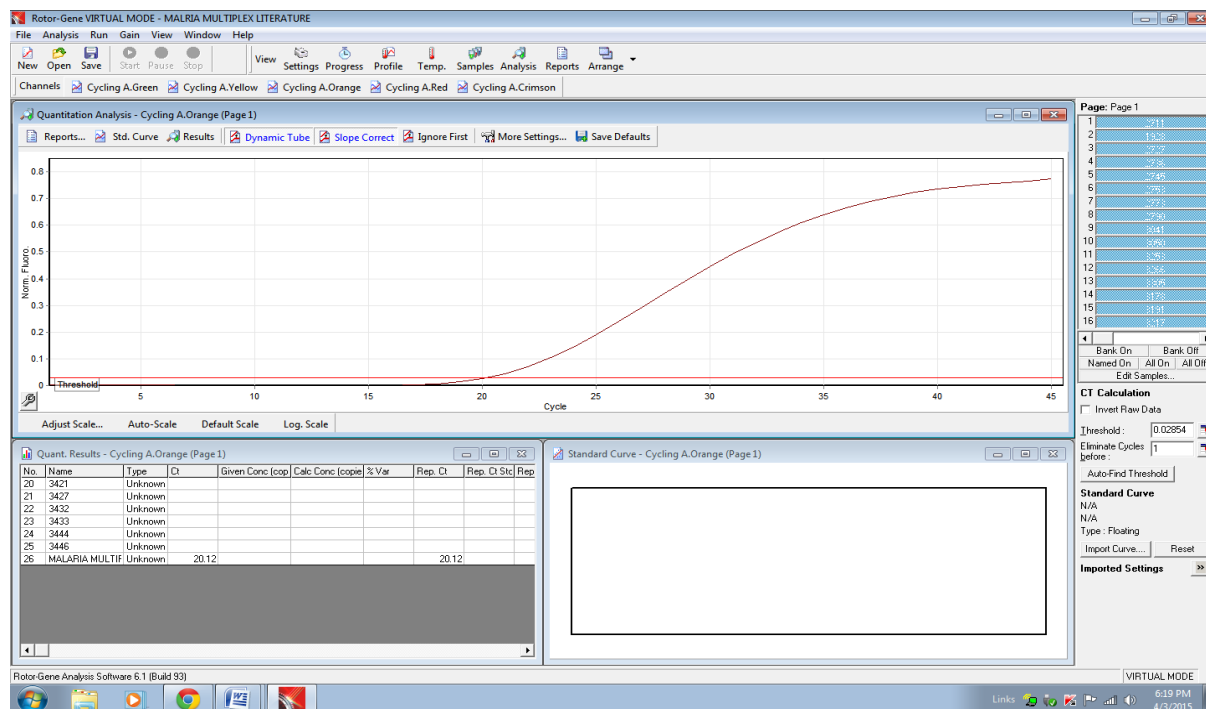 Rotor-Gene VIRTUAL MODE - MALRIA MULTIPLEX LITERATURE
File Analysis Run Gain View Window Help
New Open Save Start Pause Stop View Settings Progress Profile Temp. Samples Analysis Reports Arrange
Channels Cycling A.Green Cycling A.Yellow Cycling A.Orange Cycling A.Red Cycling A.Crimson
Quantitation Analysis - Cycling A.Orange (Page 1)
Reports... Std. Curve Results Dynamic Tube Slope Correct Ignore First More Settings... Save Defaults
0.8
0.7
0.6
0.5
0.4
0.3
0.2
0.1
0
Norm. Fluoro.
Threshold
5 10 15 20 25 30 35 40 45
Cycle
Adjust Scale... Auto-Scale Default Scale Log. Scale
Page: Page 1
1
2
3
4
5
6
7
8
9
10
11
12
13
14
15
16
Bank On Bank Off
Named On All On All Off
Edit Samples...
CT Calculation
Invert Raw Data
Threshold : 0.02854
Eliminate Cycles before : 1
Auto-Find Threshold
Standard Curve
N/A
N/A
Type : Floating
Import Curve.... Reset
Imported Settings
Quant. Results - Cycling A.Orange (Page 1)
No. Name Type Ct Given Conc (cop Calc Conc (copie % Var Rep. Ct Rep. Ct Stc Rep
20 3421 Unknown
21 3427 Unknown
22 3432 Unknown
23 3433 Unknown
24 3444 Unknown
25 3446 Unknown
26 MALARIA MULTIF Unknown 20.12 20.12
Standard Curve - Cycling A.Orange (Page 1)
Rotor-Gene Analysis Software 6.1 (Build 93)
VIRTUAL MODE
Links
6:19 PM
4/3/2015